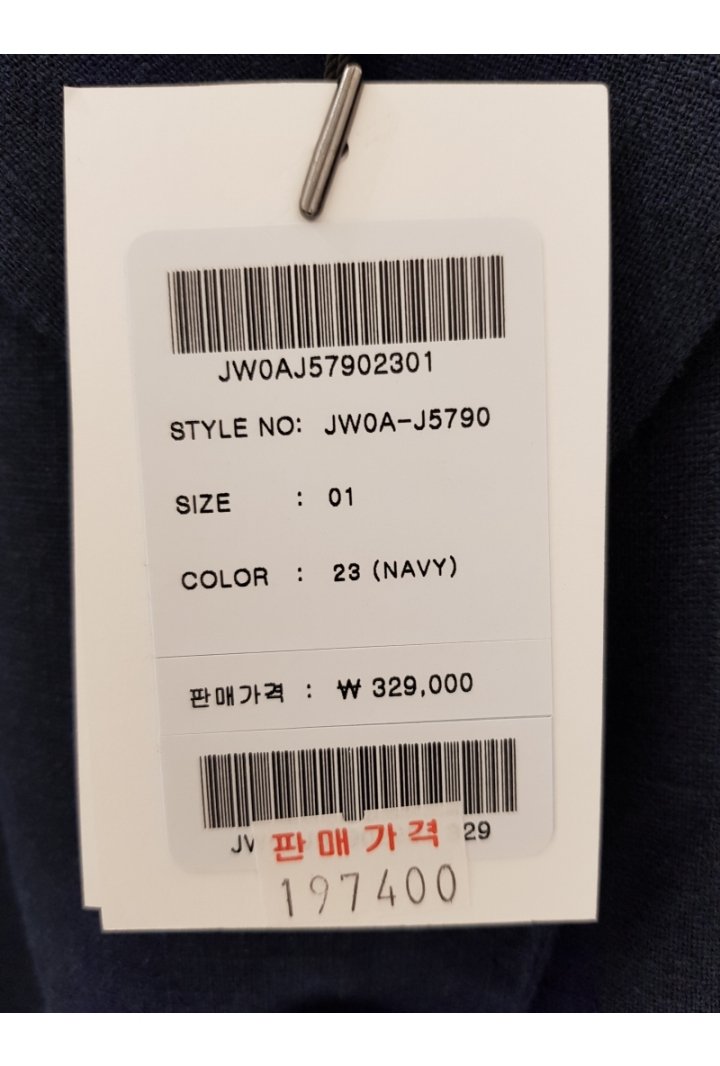 JW0AJ57902301
STYLE NO: JW0A-J5790
SIZE : 01
COLOR : 23 (NAVY)
판매가격 : ₩ 329,000
29
판매가격
197400